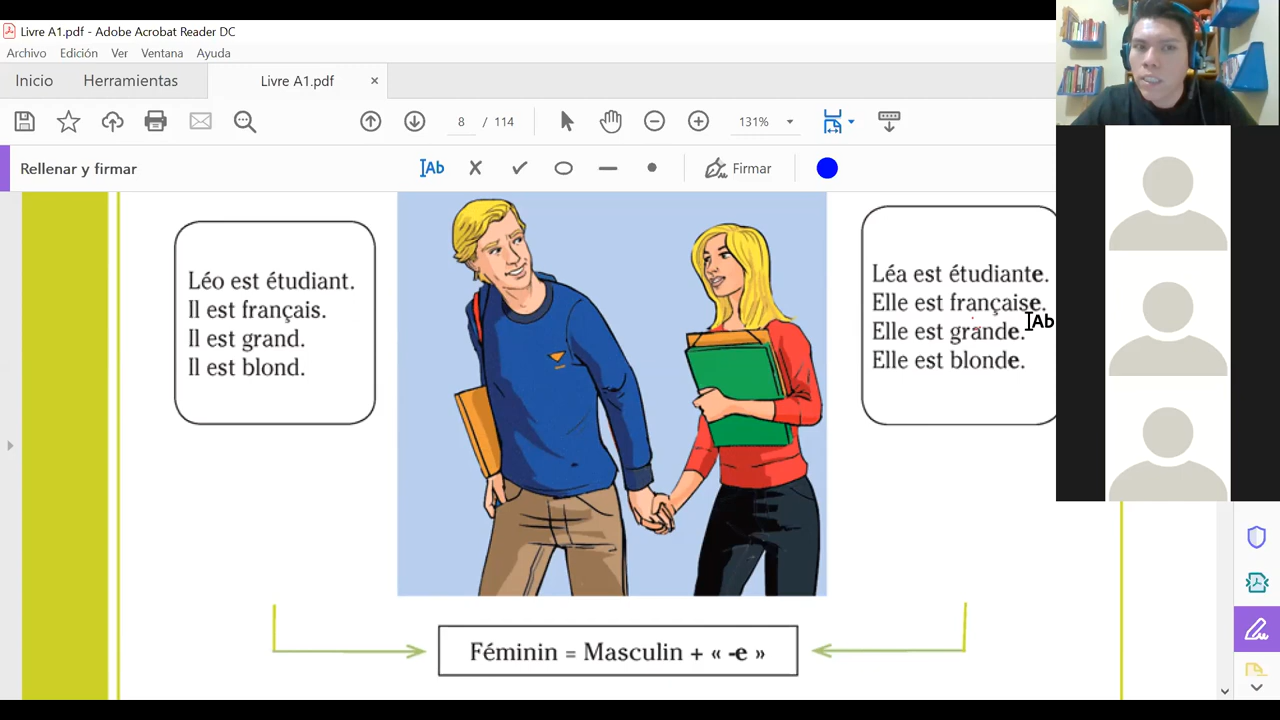 Livre A1.pdf - Adobe Acrobat Reader DC
Archivo Edición Ver Ventana Ayuda
Inicio Herramientas Livre A1.pdf ×
8 / 114 131%
Rellenar y firmar Ab Firmar
Léo est étudiant.
Il est français.
Il est grand.
Il est blond.
Léa est étudiante.
Elle est française.
Elle est grande.
Elle est blonde.
Ab
Féminin = Masculin + « -e »